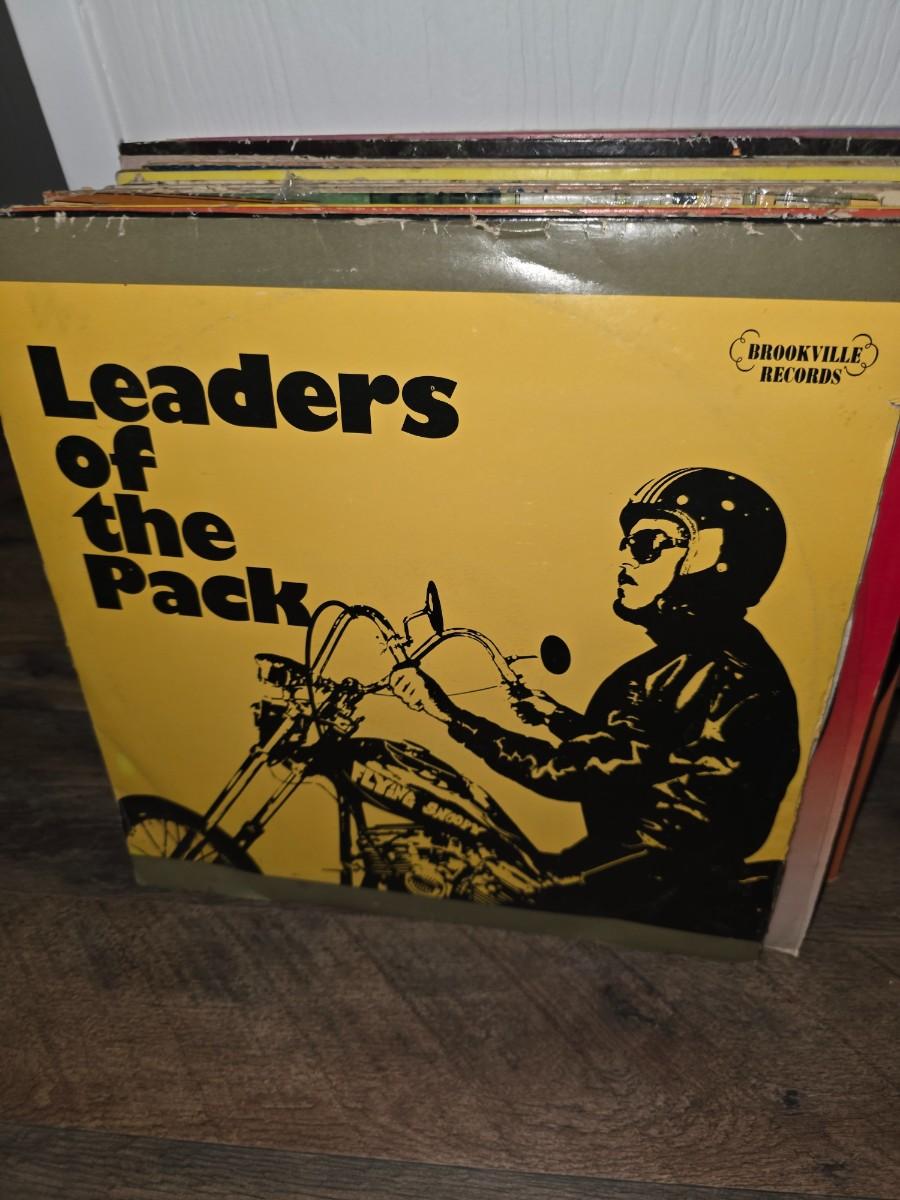 Leaders
of
the
Pack
BROOKVILLE
RECORDS
FLYING SNOOPY